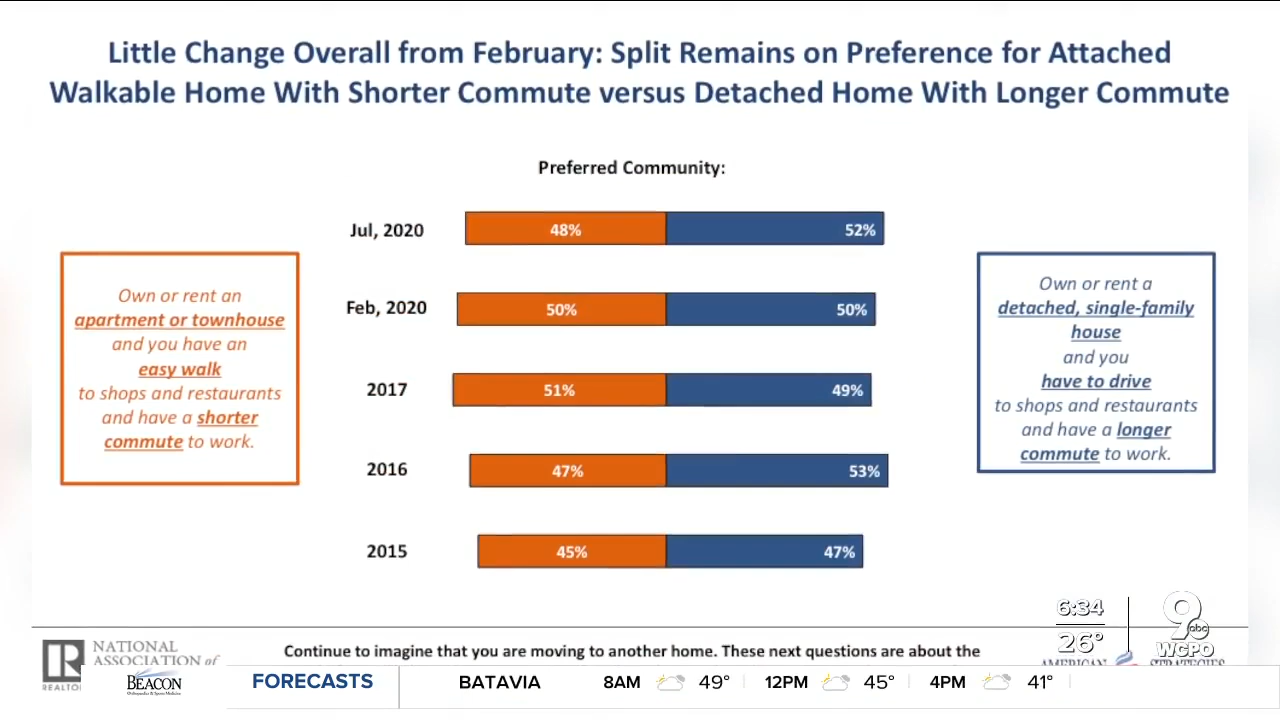 Little Change Overall from February: Split Remains on Preference for Attached
Walkable Home With Shorter Commute versus Detached Home With Longer Commute
Preferred Community:
Jul, 2020 48% 52%
Feb, 2020 50% 50%
2017 51% 49%
2016 47% 53%
2015 45% 47%
Own or rent an
apartment or townhouse
and you have an
easy walk
to shops and restaurants
and have a shorter
commute to work.
Own or rent a
detached, single-family
house
and you
have to drive
to shops and restaurants
and have a longer
commute to work.
NATIONAL
ASSOCIATION of
REALTO
Continue to imagine that you are moving to another home. These next questions are about the
AMERICAN STRATEGIES
6:34
26°
9
abc
WCPO
BEACON
Orthopaedics & Sports Medicine
FORECASTS
BATAVIA 8AM 49° 12PM 45° 4PM 41°